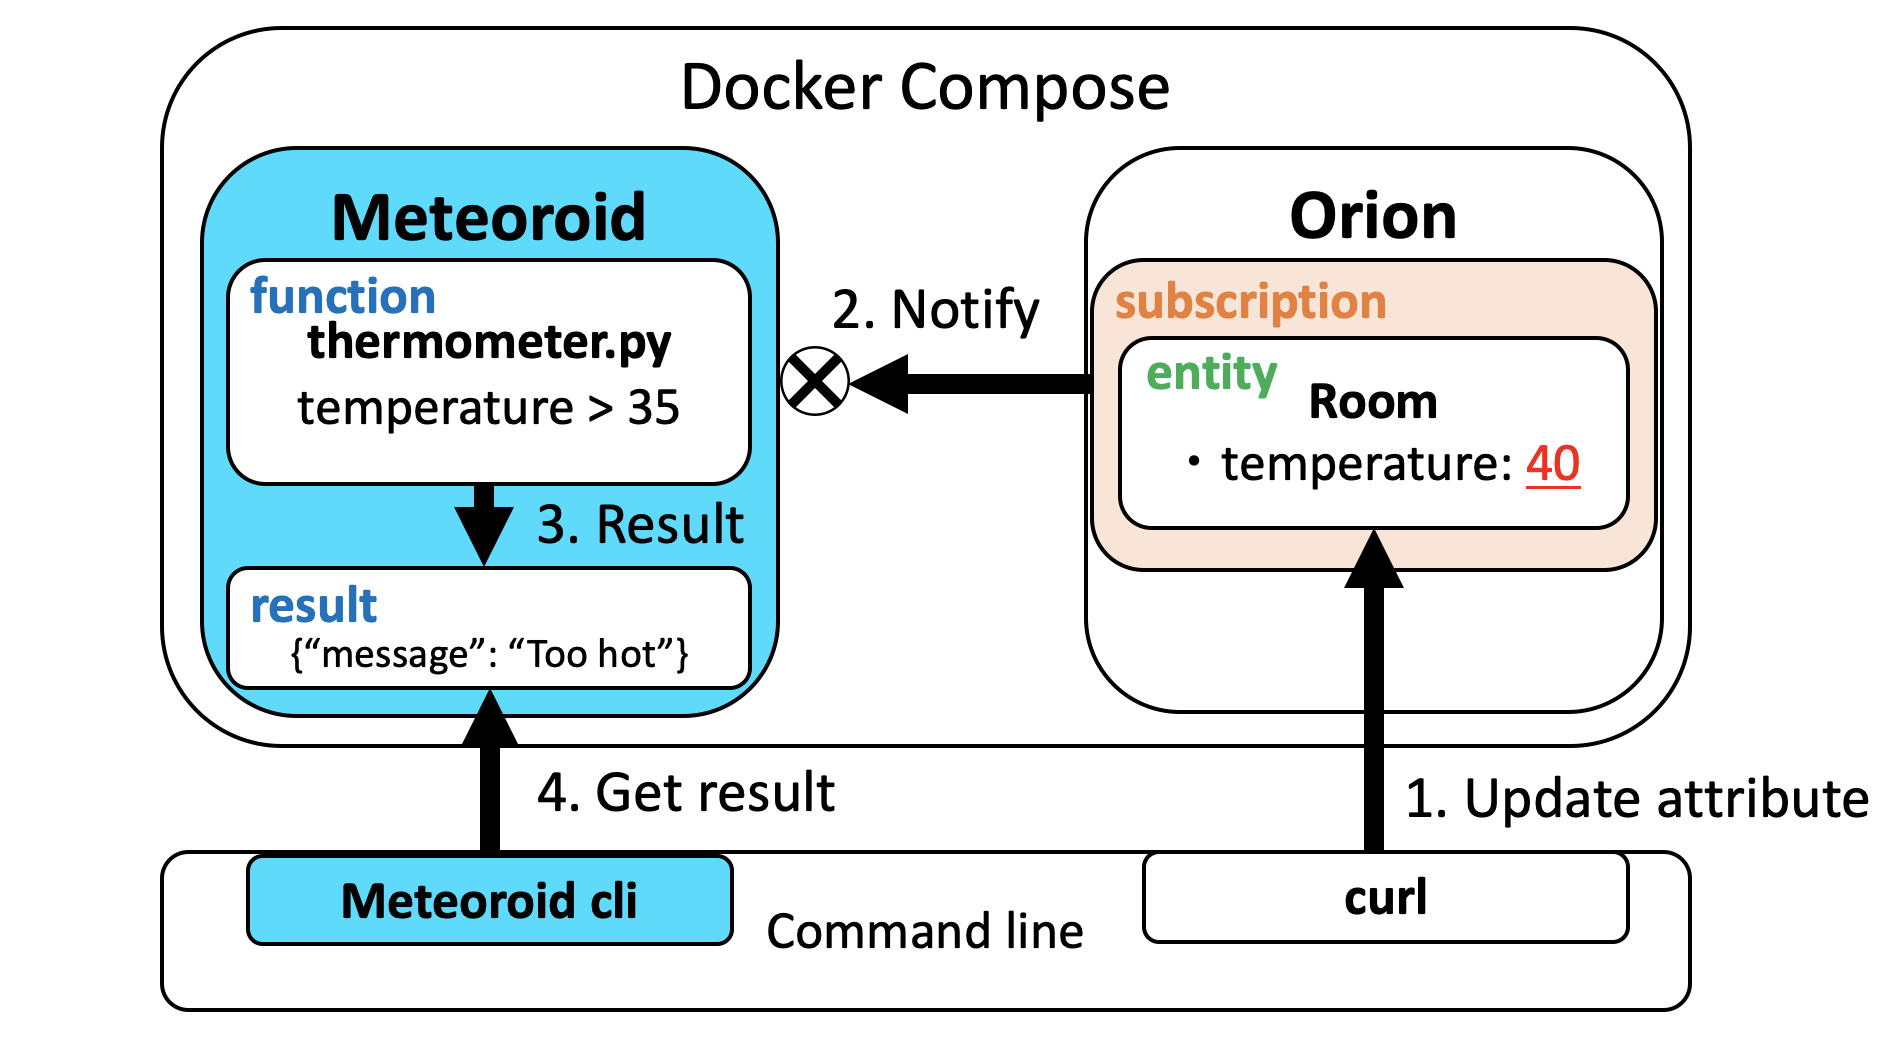 Docker Compose
Meteoroid
function
thermometer.py
temperature > 35
3. Result
result
{“message”: “Too hot”}
2. Notify
Orion
subscription
entity
Room
・temperature: 40
4. Get result
1. Update attribute
Meteoroid cli
Command line
curl